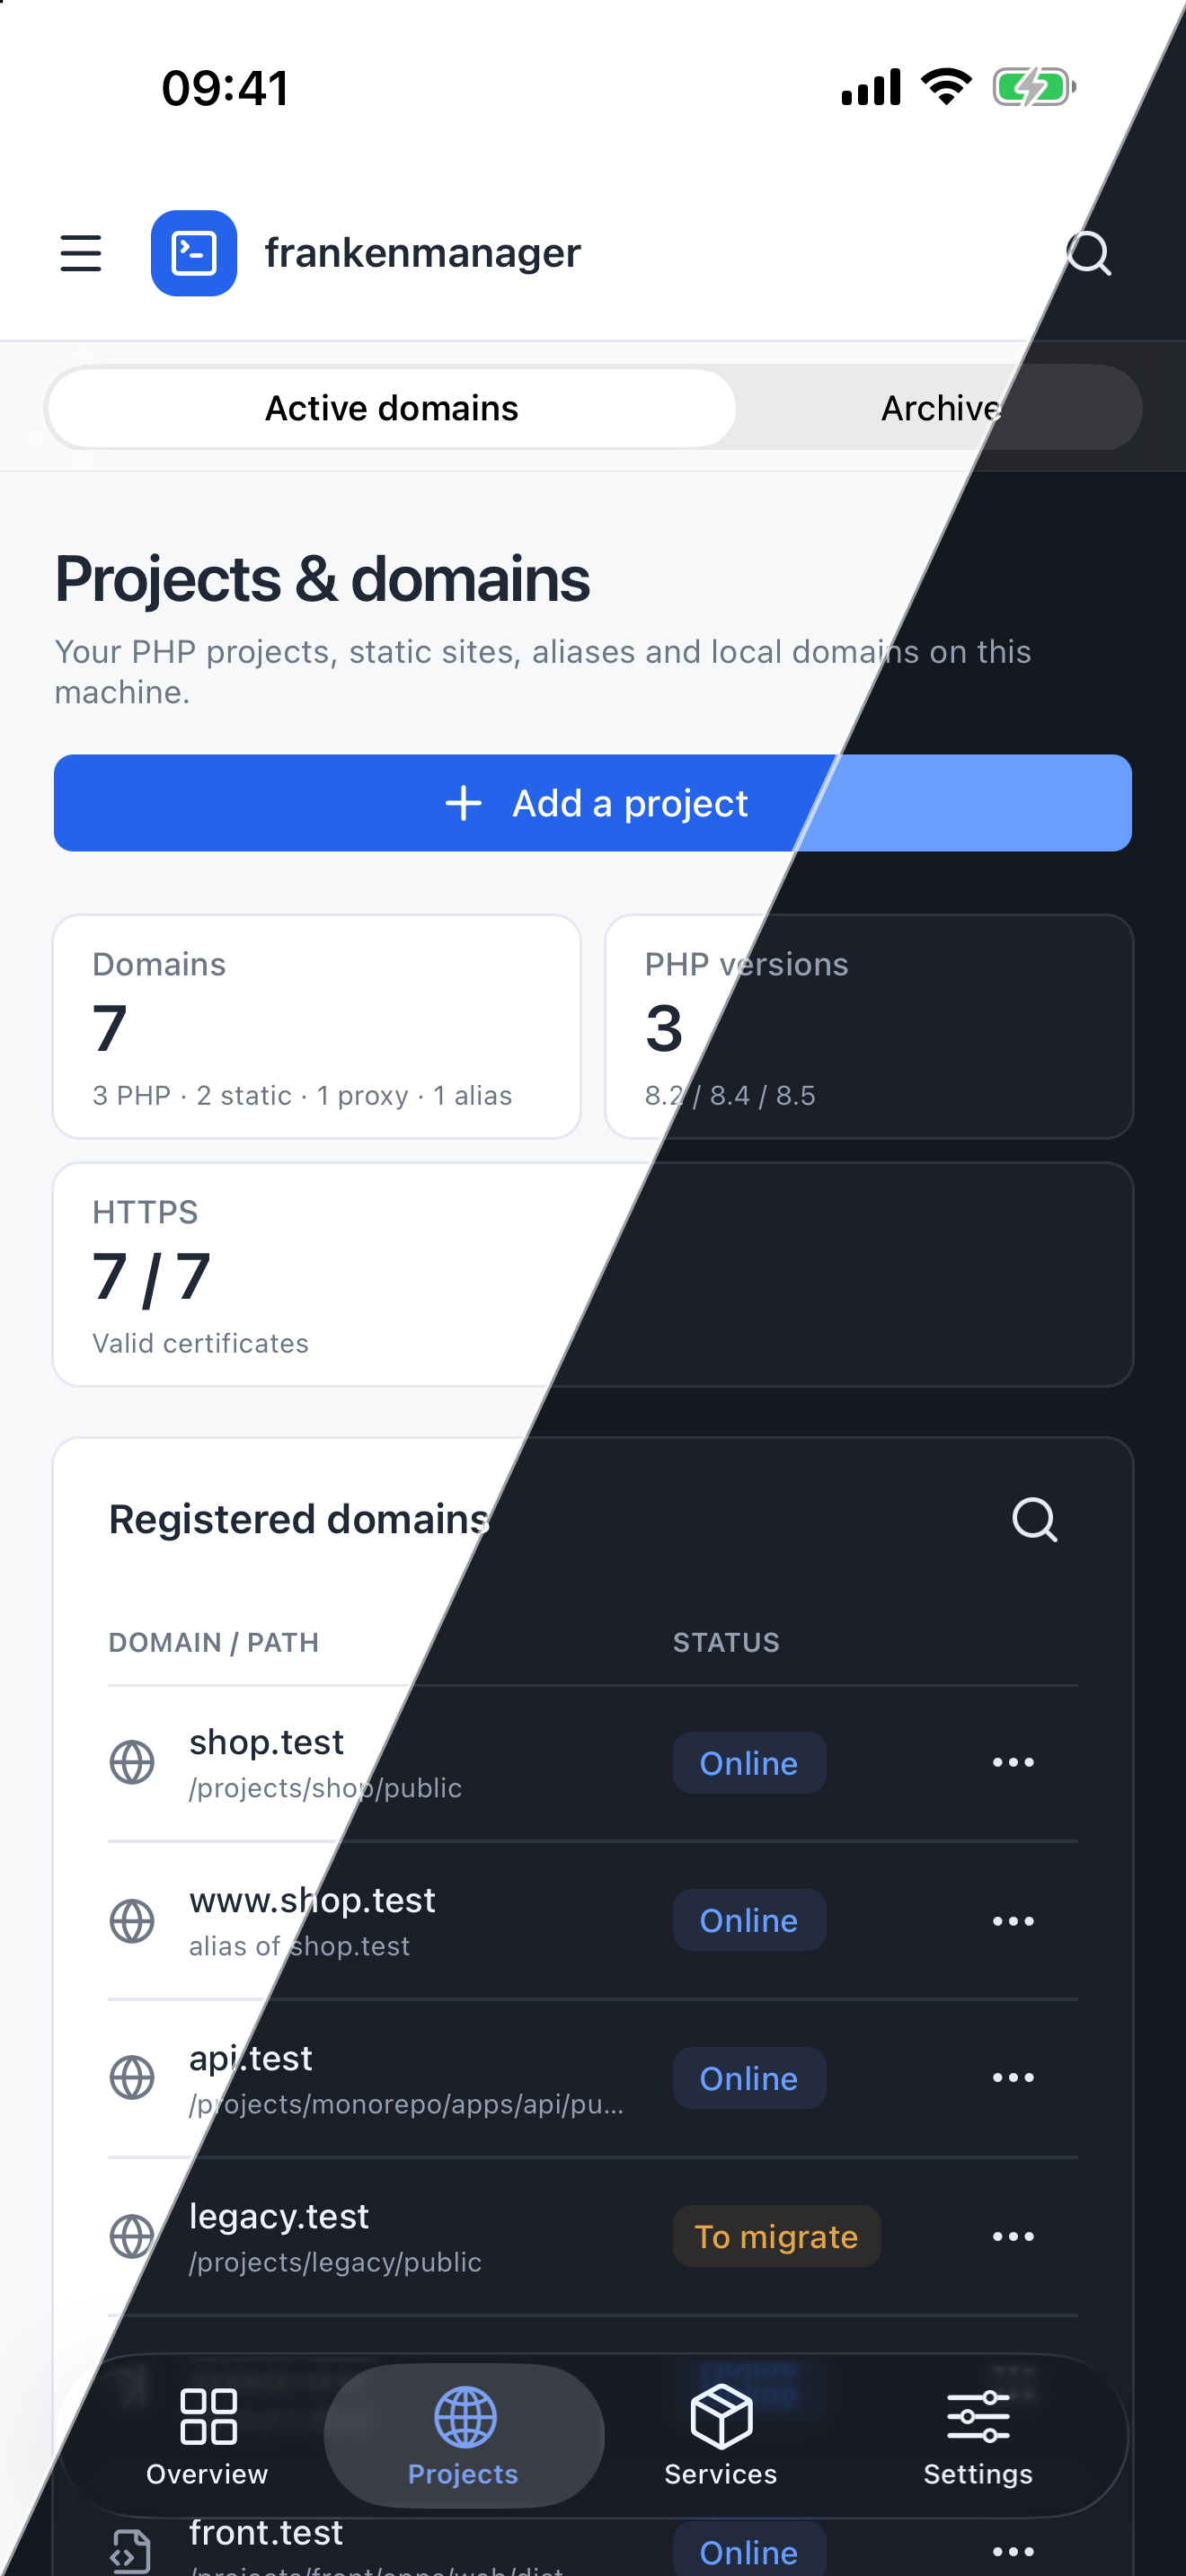 09:41
frankenmanager
Active domains
Archive
Projects & domains
Your PHP projects, static sites, aliases and local domains on this
machine.
Add a project
Domains
PHP versions
7
3
3 PHP · 2 static · 1 proxy · 1 alias
8.2 / 8.4 / 8.5
HTTPS
7 / 7
Valid certificates
Registered domains
DOMAIN / PATH
STATUS
shop.test
/projects/shop/public
Online
www.shop.test
alias of shop.test
Online
api.test
/projects/monorepo/apps/api/pu...
Online
legacy.test
/projects/legacy/public
To migrate
Overview
Projects
Services
Settings
front.test
Online